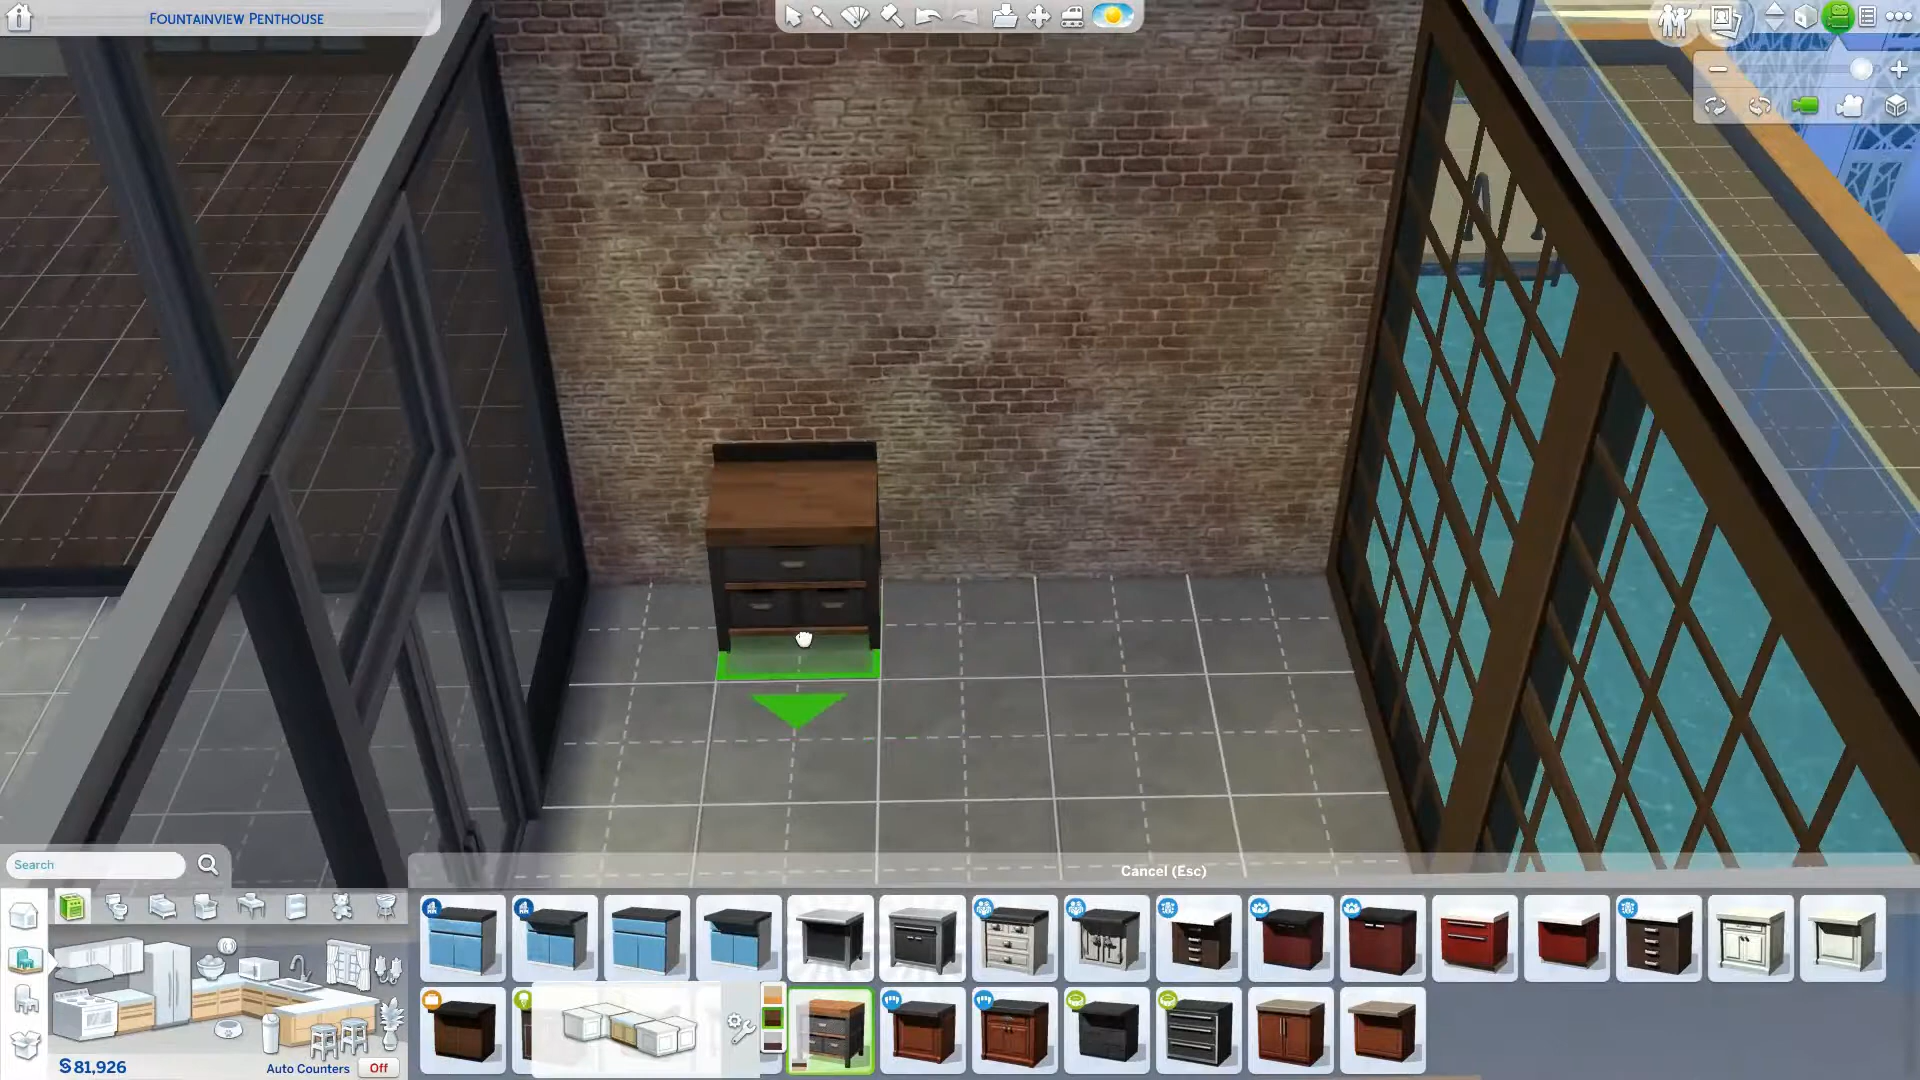 Fountainview Penthouse
Cancel (Esc)
Search
§81,926
Auto Counters Off